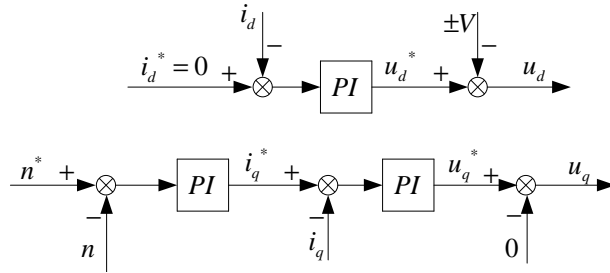 i_d ±V
i_d* = 0 + − PI u_d* + − u_d
n* + − PI i_q* + − PI u_q* + − u_q
n i_q 0